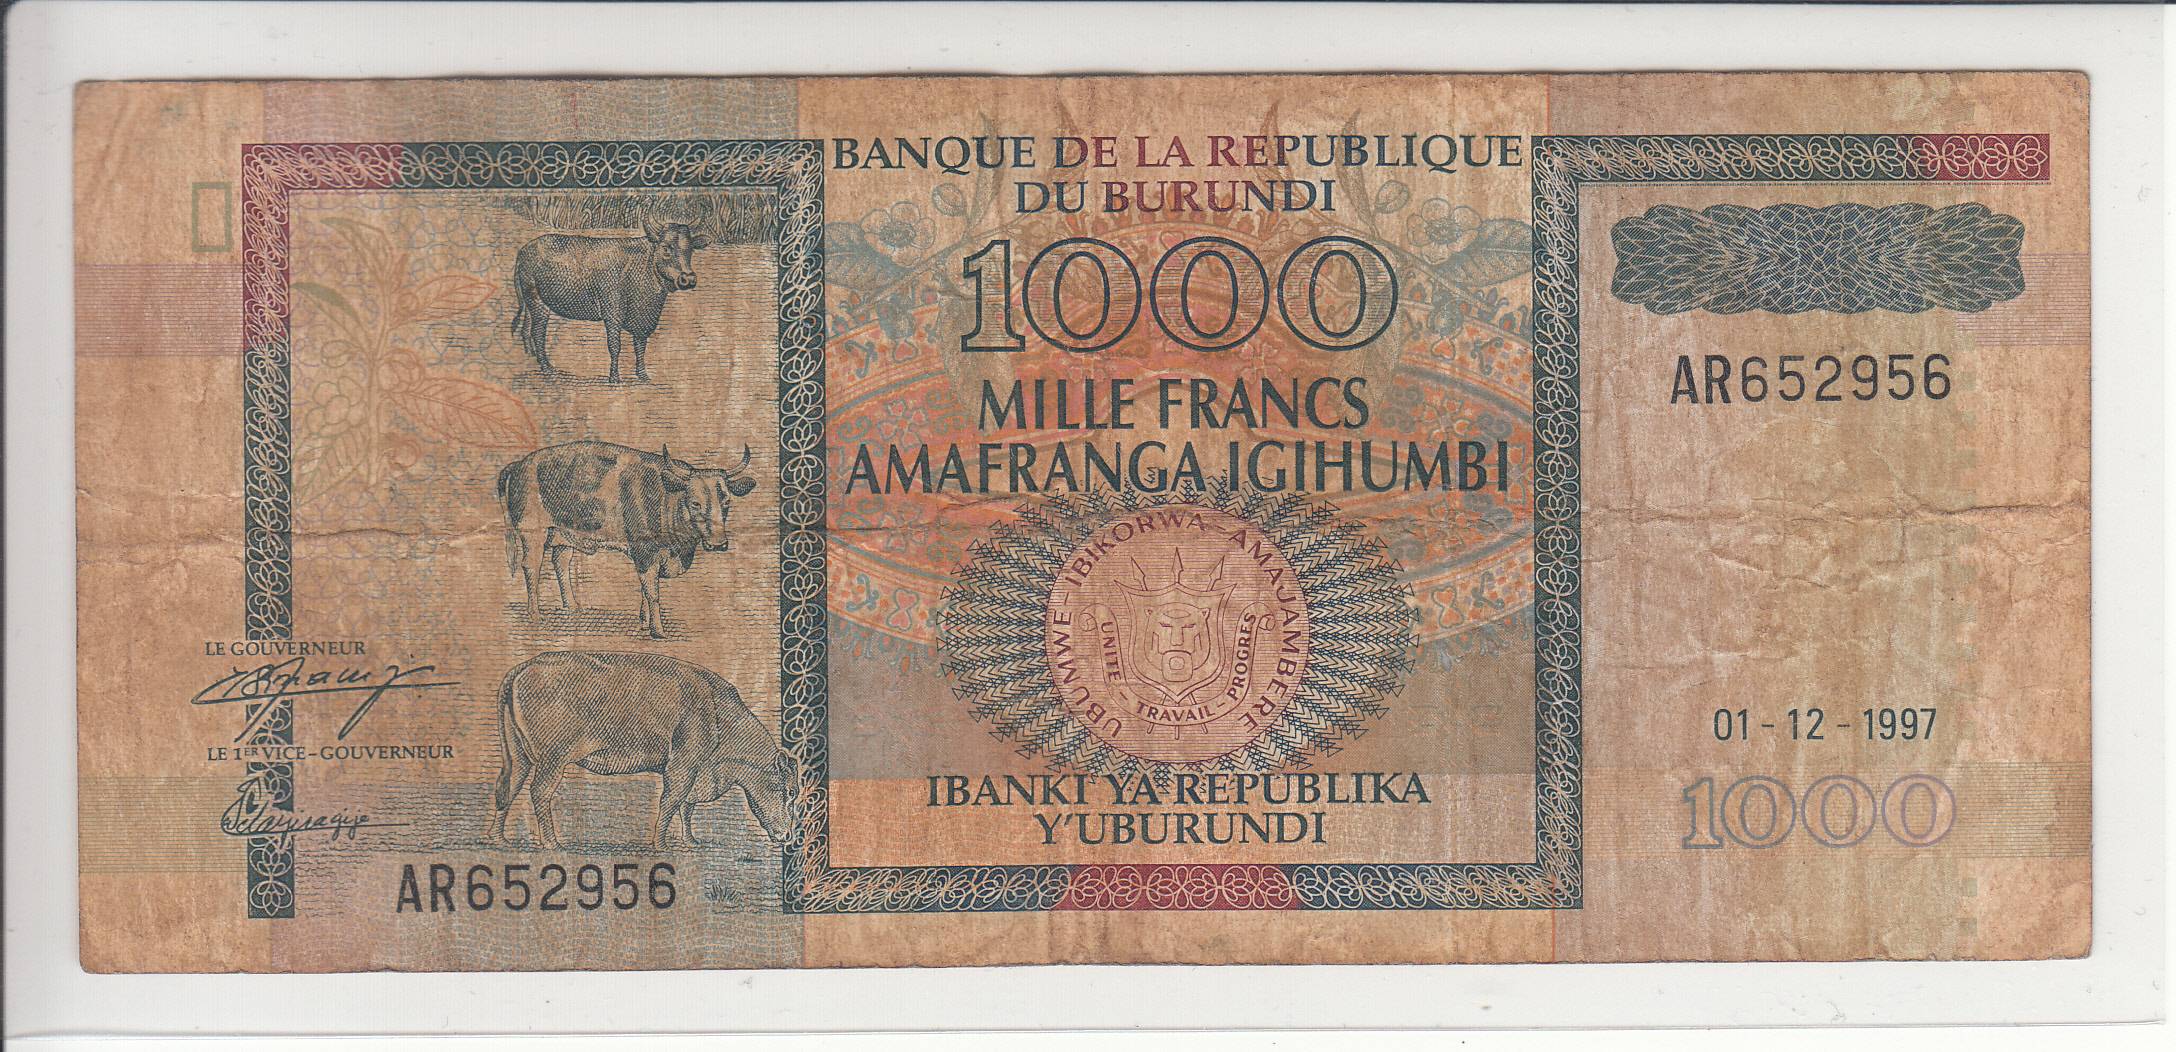 BANQUE DE LA REPUBLIQUE
DU BURUNDI
1000
MILLE FRANCS
AMAFRANGA IGIHUMBI
AR652956
UBUMWE-IBIKORWA-AMAJAMBERE
UNITE - TRAVAIL - PROGRES
LE GOUVERNEUR
LE 1ER VICE-GOUVERNEUR
01 - 12 - 1997
IBANKI YA REPUBLIKA
Y'UBURUNDI
1000
AR652956